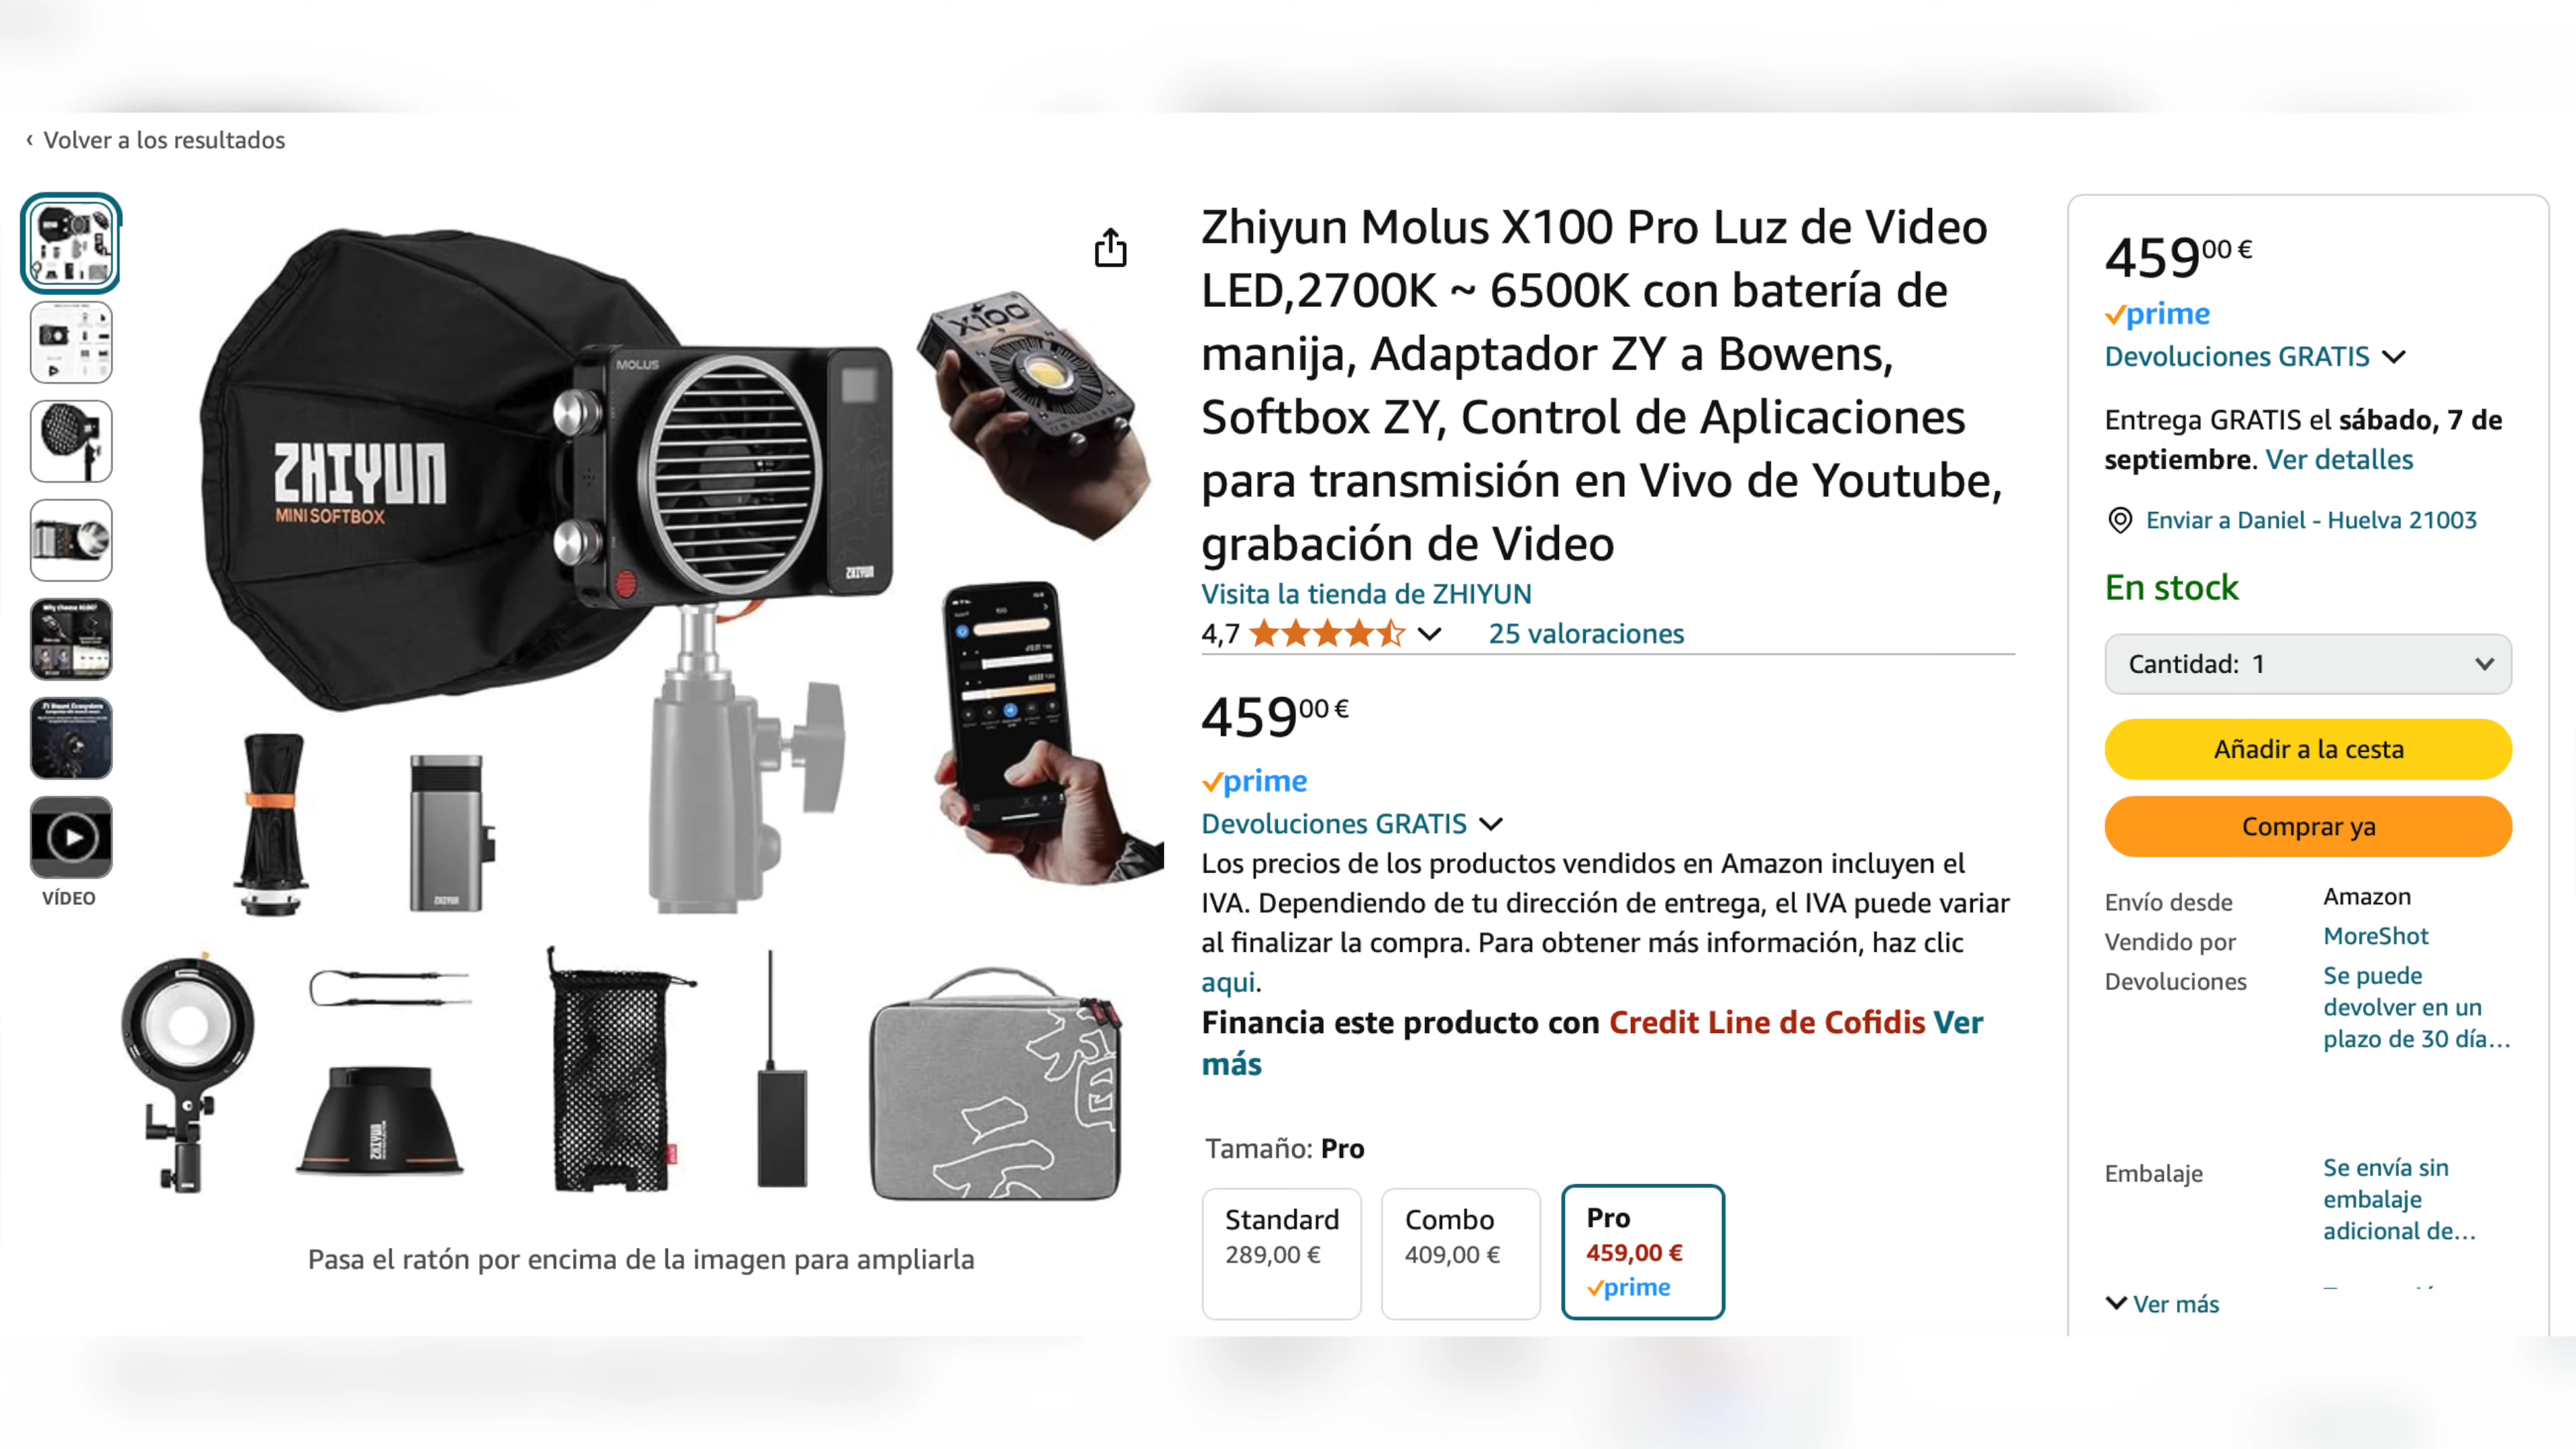 ‹ Volver a los resultados
VÍDEO
ZHIYUN
MINI SOFTBOX
MOLUS
ZHIYUN
X100
ZHIYUN
ZHIYUN
Pasa el ratón por encima de la imagen para ampliarla
Zhiyun Molus X100 Pro Luz de Video
LED,2700K ~ 6500K con batería de
manija, Adaptador ZY a Bowens,
Softbox ZY, Control de Aplicaciones
para transmisión en Vivo de Youtube,
grabación de Video
Visita la tienda de ZHIYUN
4,7
25 valoraciones
459,00 €
prime
Devoluciones GRATIS
Los precios de los productos vendidos en Amazon incluyen el
IVA. Dependiendo de tu dirección de entrega, el IVA puede variar
al finalizar la compra. Para obtener más información, haz clic
aqui.
Financia este producto con Credit Line de Cofidis Ver
más
Tamaño: Pro
Standard
289,00 €
Combo
409,00 €
Pro
459,00 €
prime
459,00 €
prime
Devoluciones GRATIS
Entrega GRATIS el sábado, 7 de
septiembre. Ver detalles
Enviar a Daniel - Huelva 21003
En stock
Cantidad: 1
Añadir a la cesta
Comprar ya
Envío desde Amazon
Vendido por MoreShot
Devoluciones Se puede
devolver en un
plazo de 30 día...
Embalaje Se envía sin
embalaje
adicional de...
Ver más